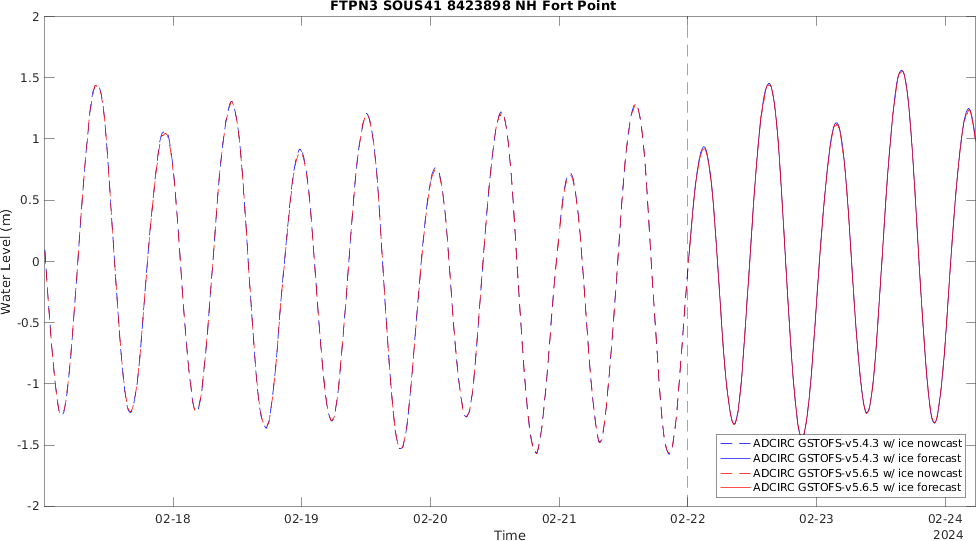 FTPN3 SOUS41 8423898 NH Fort Point
2
1.5
1
0.5
0
-0.5
-1
-1.5
-2
Water Level (m)
ADCIRC GSTOFS-v5.4.3 w/ ice nowcast
ADCIRC GSTOFS-v5.4.3 w/ ice forecast
ADCIRC GSTOFS-v5.6.5 w/ ice nowcast
ADCIRC GSTOFS-v5.6.5 w/ ice forecast
02-18 02-19 02-20 02-21 02-22 02-23 02-24
Time 2024